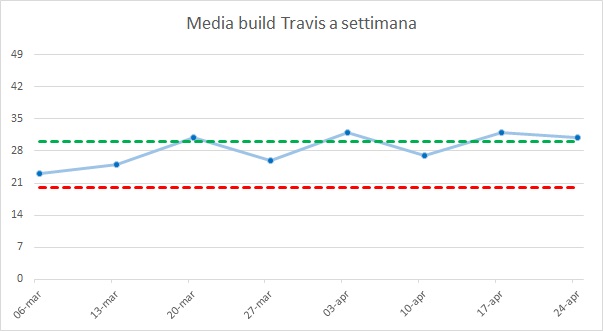 Media build Travis a settimana
49
42
35
28
21
14
7
0
06-mar
13-mar
20-mar
27-mar
03-apr
10-apr
17-apr
24-apr